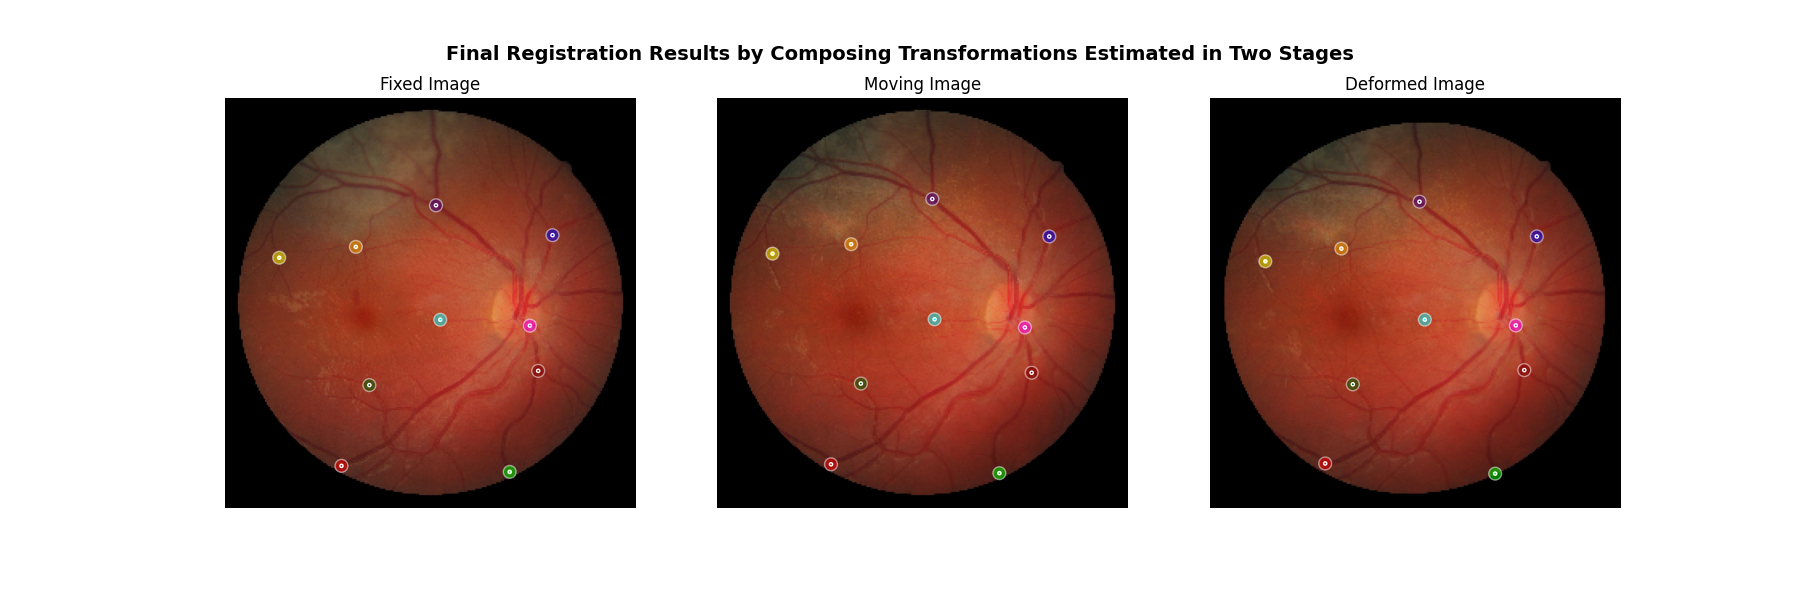 Final Registration Results by Composing Transformations Estimated in Two Stages
Fixed Image
Moving Image
Deformed Image